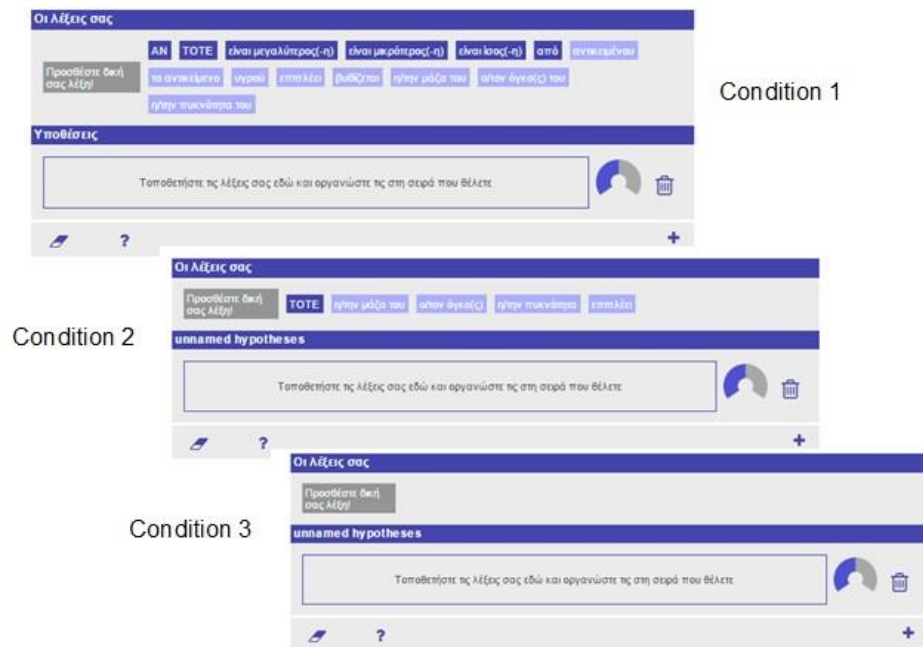 Οι λέξεις σας
ΑΝ ΤΟΤΕ είναι μεγαλύτερος(-η) είναι μικρότερος(-η) είναι ίσος(-η) από αντικειμένου
Προσθέστε δική
σας λέξη!
το αντικείμενο υγρού επιπλέει βυθίζεται η/την μάζα του ο/τον όγκο(ς) του
η/την πυκνότητα του
Condition 1
Υποθέσεις
Τοποθετήστε τις λέξεις σας εδώ και οργανώστε τις στη σειρά που θέλετε
?
+
Οι λέξεις σας
Προσθέστε δική
σας λέξη!
ΤΟΤΕ η/την μάζα του ο/τον όγκο(ς) η/την πυκνότητα επιπλέει
Condition 2
unnamed hypotheses
Τοποθετήστε τις λέξεις σας εδώ και οργανώστε τις στη σειρά που θέλετε
?
+
Οι λέξεις σας
Προσθέστε δική
σας λέξη!
Condition 3
unnamed hypotheses
Τοποθετήστε τις λέξεις σας εδώ και οργανώστε τις στη σειρά που θέλετε
?
+